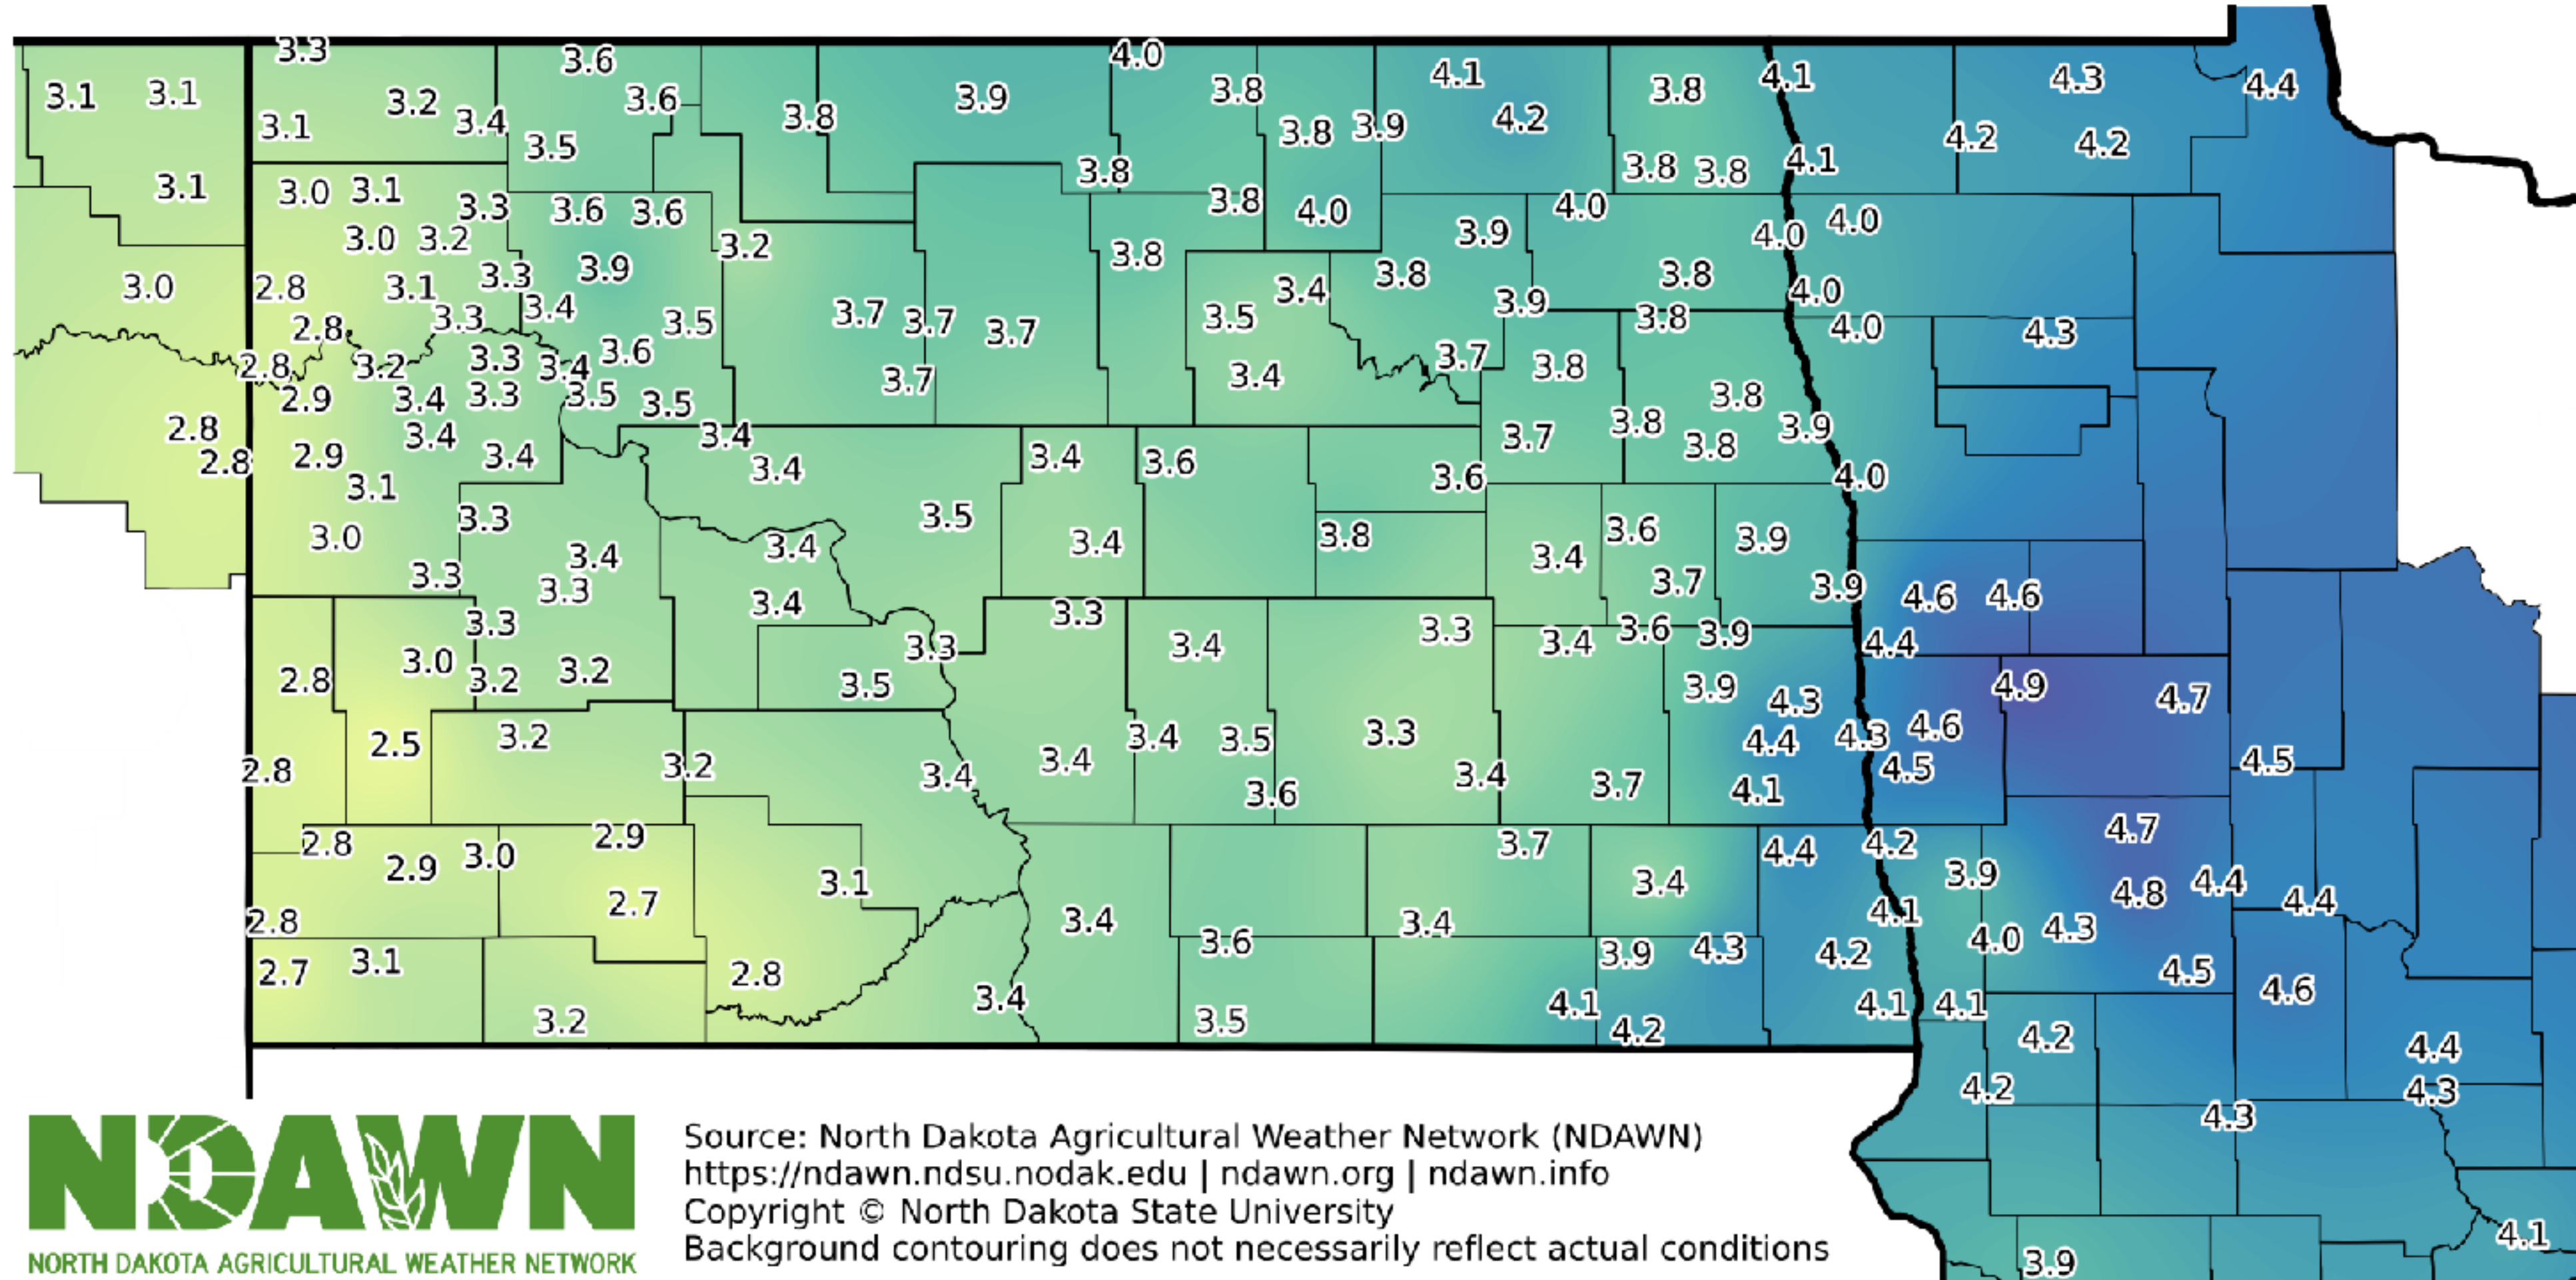 3.3 3.6 4.0
3.1 3.1 3.2 3.6 3.9 3.8 4.1 3.8 4.1 4.3 4.4
3.1 3.4 3.5 3.8 3.8 3.9 4.2 4.2 4.2
3.1 3.0 3.1 3.8 3.8 3.8 4.1
3.3 3.6 3.6 3.8 4.0 4.0
3.0 3.2 3.2 3.8 3.9 4.0 4.0
3.0 2.8 3.1 3.3 3.9 3.4 3.8 3.8 4.0
2.8 3.3 3.4 3.5 3.7 3.7 3.7 3.5 3.9 3.8 4.0 4.3
2.8 3.2 3.3 3.4 3.6 3.7 3.4 3.7 3.8
2.9 3.4 3.3 3.5 3.5 3.8
2.8 3.4 3.4 3.7 3.8 3.8 3.9
2.8 2.9 3.4 3.4 3.4 3.6 3.6 4.0
3.1 3.3 3.5
3.0 3.4 3.4 3.4 3.8 3.4 3.6 3.9
3.3 3.3 3.4 3.7 3.9 4.6 4.6
3.3 3.3 3.3 3.4 3.3 3.4 3.6 3.9 4.4
2.8 3.0 3.2 3.2 3.5 3.9 4.3 4.9 4.7
2.5 3.2 3.4 3.5 3.3 4.4 4.3 4.6
2.8 3.2 3.4 3.4 3.6 3.4 3.7 4.1 4.5 4.5
2.8 2.9 3.0 2.9 3.7 4.4 4.2 4.7
2.7 3.1 3.4 3.9 4.8 4.4 4.4
2.8 3.4 3.6 3.4 4.1 4.0 4.3
2.7 3.1 2.8 3.9 4.3 4.2 4.5
3.2 3.4 3.5 4.1 4.2 4.1 4.1 4.2 4.6
4.2 4.3 4.4
4.3
4.1
3.9
NDAWN
NORTH DAKOTA AGRICULTURAL WEATHER NETWORK
Source: North Dakota Agricultural Weather Network (NDAWN)
https://ndawn.ndsu.nodak.edu | ndawn.org | ndawn.info
Copyright © North Dakota State University
Background contouring does not necessarily reflect actual conditions